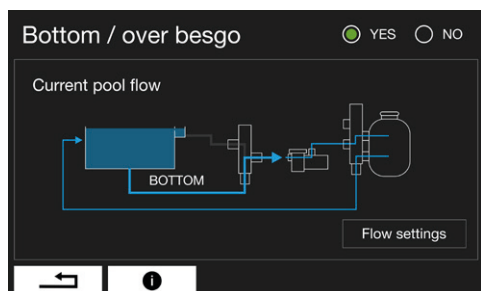 Bottom / over besgo
YES
NO
Current pool flow
BOTTOM
Flow settings